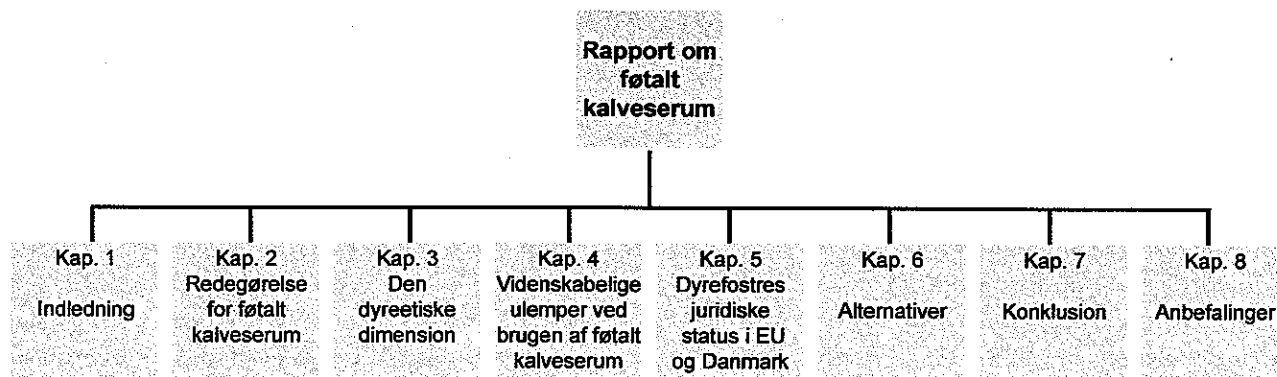 Rapport om
føtalt
kalveserum
Kap. 1
Indledning
Kap. 2
Redegørelse
for føtalt
kalveserum
Kap. 3
Den
dyreetiske
dimension
Kap. 4
Videnskabelige
ulemper ved
brugen af føtalt
kalveserum
Kap. 5
Dyrefostres
juridiske
status i EU
og Danmark
Kap. 6
Alternativer
Kap. 7
Konklusion
Kap. 8
Anbefalinger